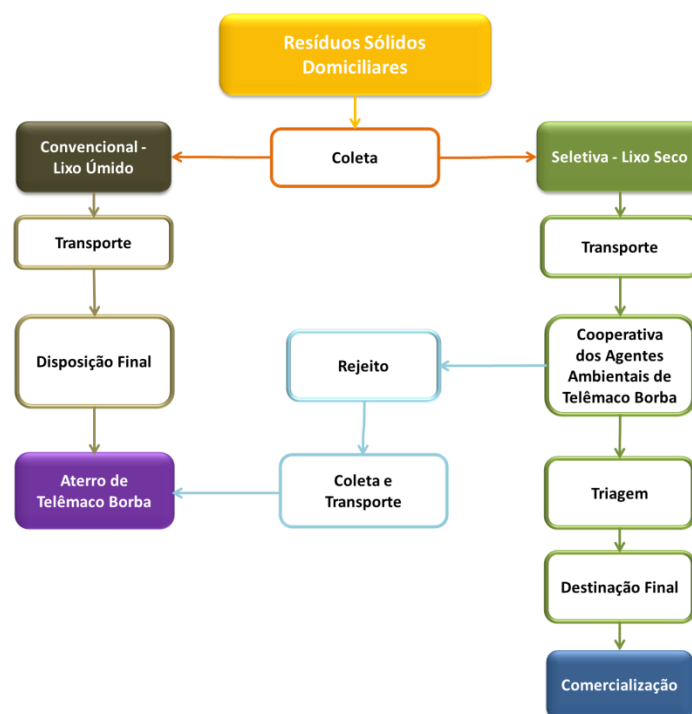 Resíduos Sólidos
Domiciliares
Convencional -
Lixo Úmido
Coleta
Seletiva - Lixo Seco
Transporte
Transporte
Disposição Final
Rejeito
Cooperativa
dos Agentes
Ambientais de
Telêmaco Borba
Aterro de
Telêmaco Borba
Coleta e
Transporte
Triagem
Destinação Final
Comercialização